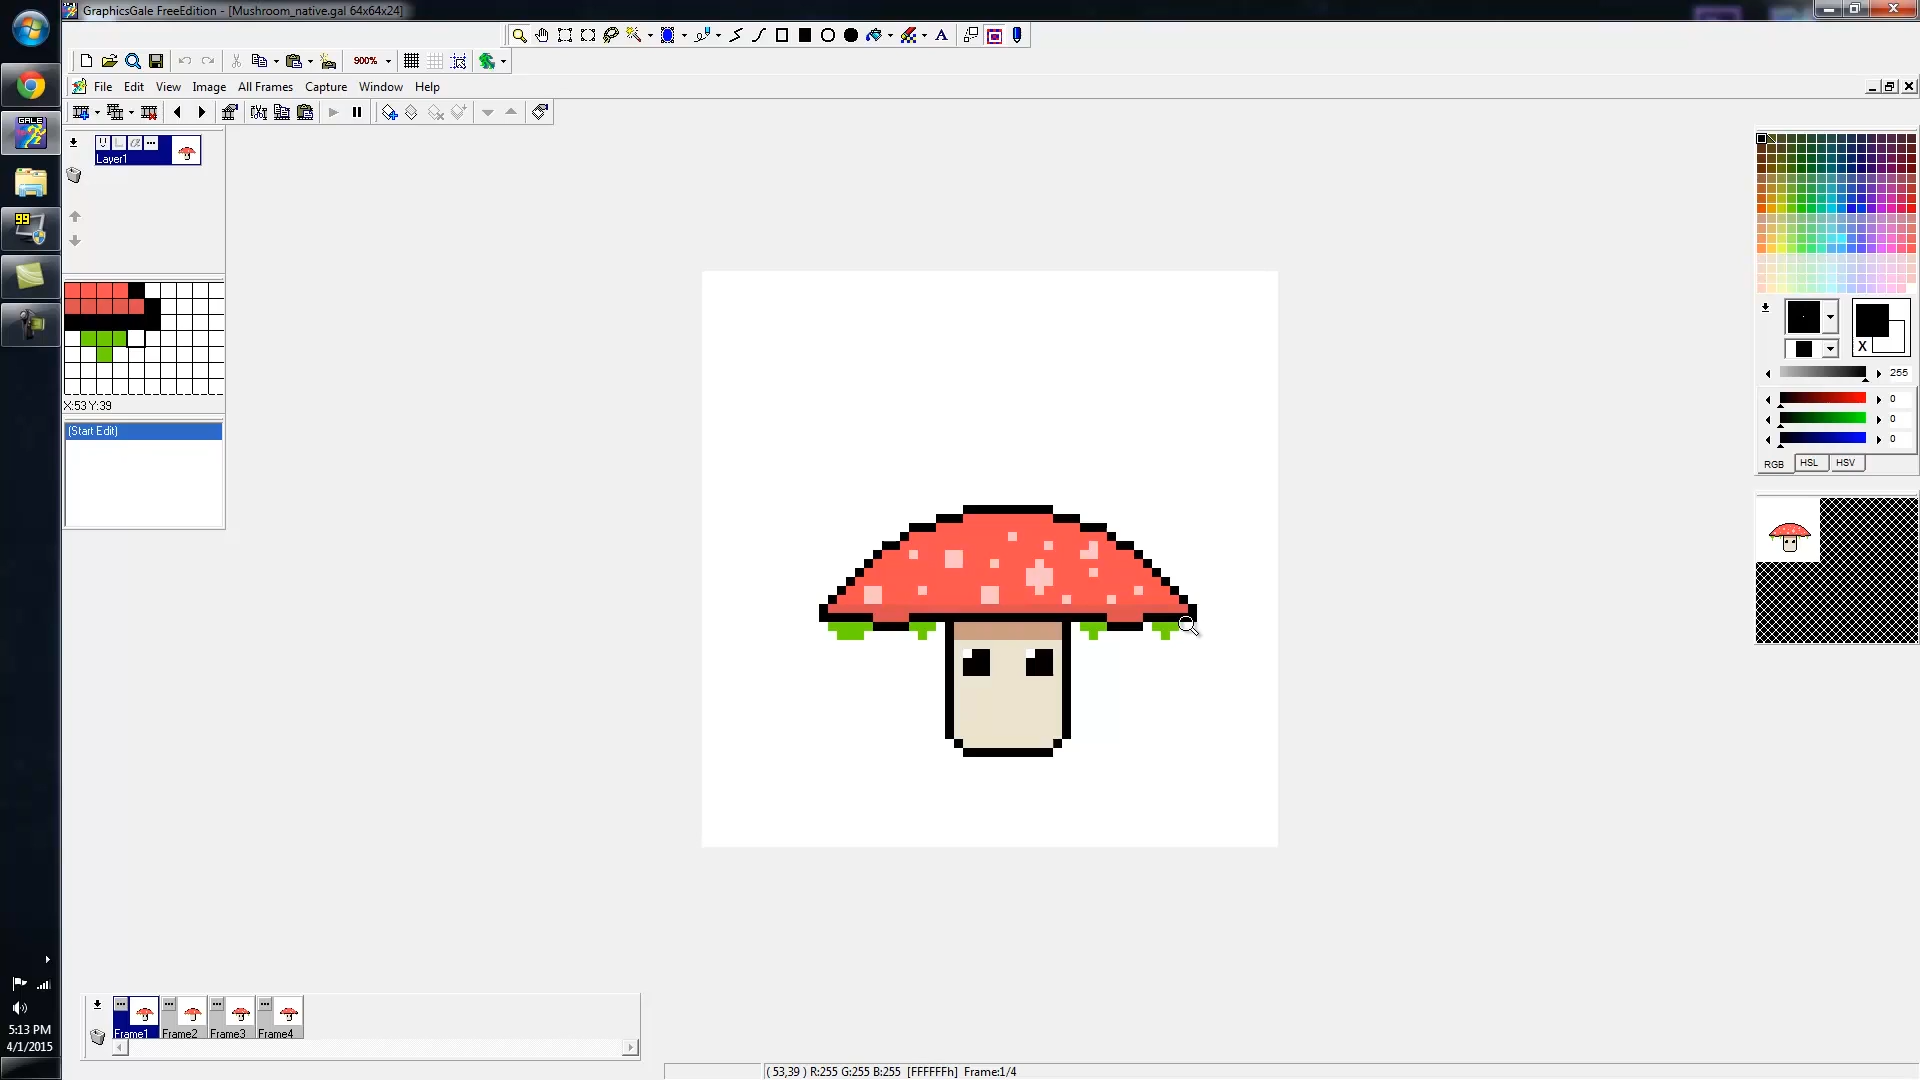 GraphicsGale FreeEdition - [Mushroom_native.gal 64x64x24]
900%
File Edit View Image All Frames Capture Window Help
GALE
99
Layer1
X:53 Y:39
(Start Edit)
X
255
0
0
0
RGB HSL HSV
Frame1 Frame2 Frame3 Frame4
5:13 PM
4/1/2015
( 53,39 ) R:255 G:255 B:255 [FFFFFFh] Frame:1/4